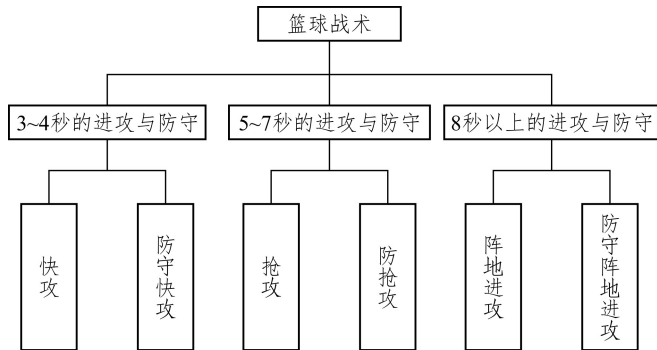 篮球战术
3~4秒的进攻与防守
5~7秒的进攻与防守
8秒以上的进攻与防守
快攻
防守快攻
抢攻
防抢攻
阵地进攻
防守阵地进攻